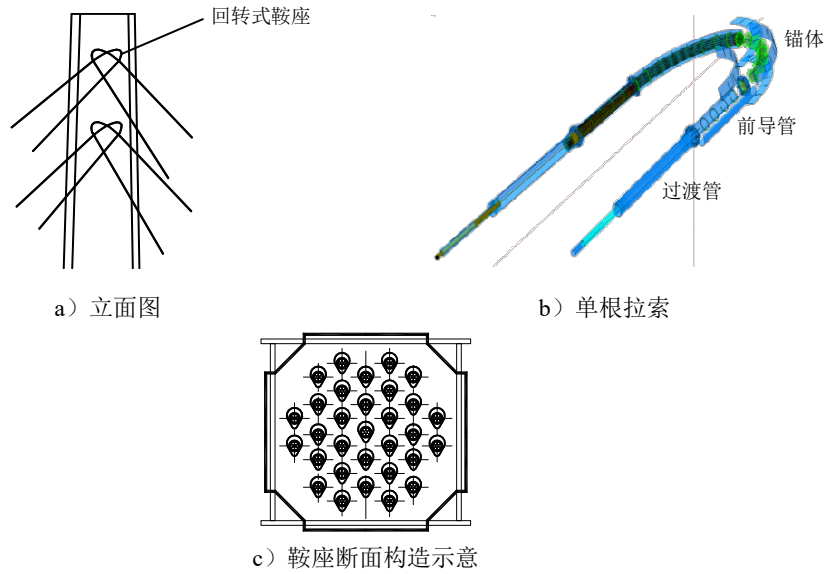 回转式鞍座
锚体
前导管
过渡管
a）立面图
b）单根拉索
c）鞍座断面构造示意